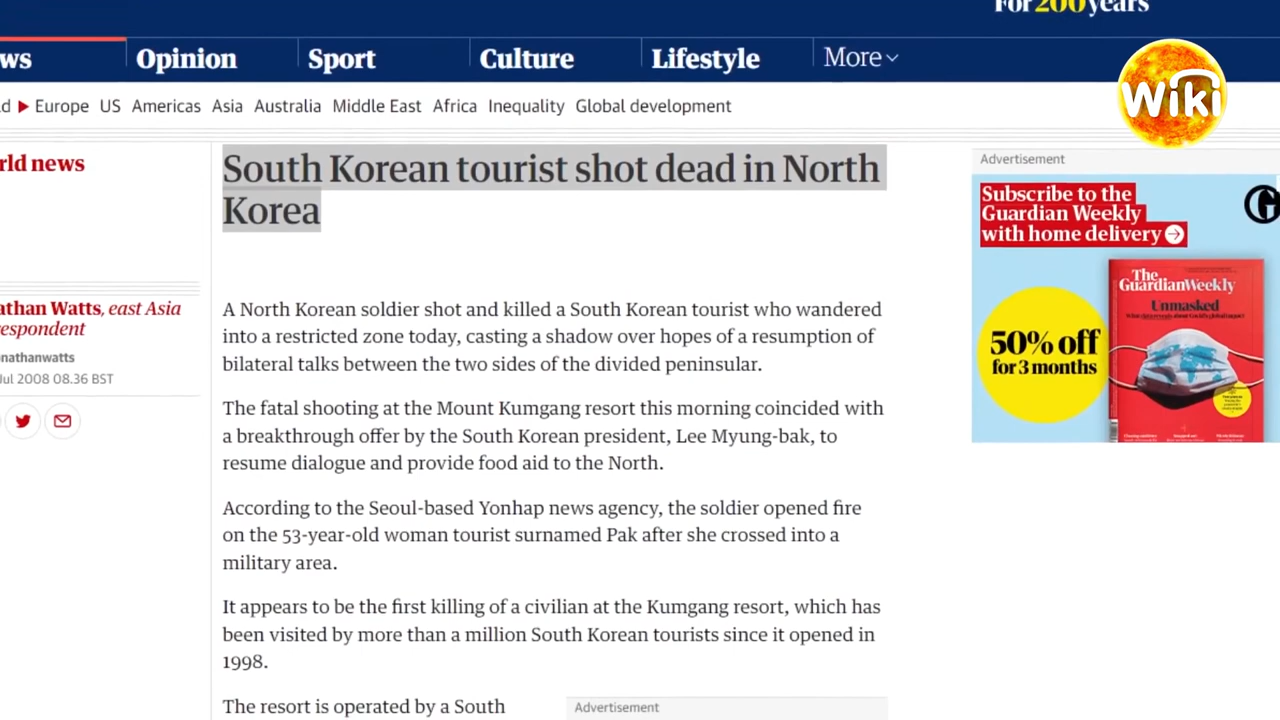 For 200 years
ws
Opinion
Sport
Culture
Lifestyle
More
Wiki
d
Europe
US
Americas
Asia
Australia
Middle East
Africa
Inequality
Global development
rld news
South Korean tourist shot dead in North
Korea
athan Watts, east Asia
respondent
nathanwatts
Jul 2008 08.36 BST
A North Korean soldier shot and killed a South Korean tourist who wandered
into a restricted zone today, casting a shadow over hopes of a resumption of
bilateral talks between the two sides of the divided peninsular.
The fatal shooting at the Mount Kumgang resort this morning coincided with
a breakthrough offer by the South Korean president, Lee Myung-bak, to
resume dialogue and provide food aid to the North.
According to the Seoul-based Yonhap news agency, the soldier opened fire
on the 53-year-old woman tourist surnamed Pak after she crossed into a
military area.
It appears to be the first killing of a civilian at the Kumgang resort, which has
been visited by more than a million South Korean tourists since it opened in
1998.
The resort is operated by a South
Advertisement
Advertisement
Subscribe to the
Guardian Weekly
with home delivery
G
50% off
for 3 months
The
GuardianWeekly
Unmasked